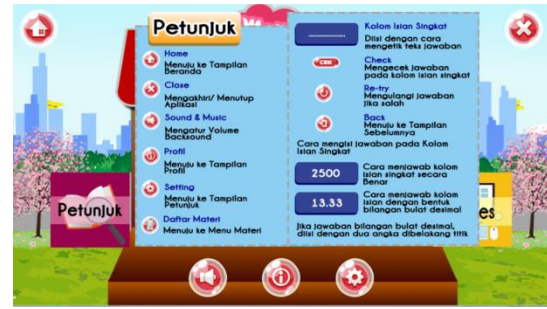 Petunjuk
Home
Menuju ke Tampilan
Beranda
Close
Mengakhiri/ Menutup
Aplikasi
Sound & Music
Mengatur Volume
Backsound
Profil
Menuju ke Tampilan
Profil
Setting
Menuju ke Tampilan
Petunjuk
Daftar Materi
Menuju ke Menu Materi
....................
Kolom Isian Singkat
Diisi dengan cara
mengetik teks jawaban
CEK
Check
Mengecek jawaban
pada kolom isian singkat
Re-try
Mengulangi jawaban
jika salah
Back
Menuju ke Tampilan
Sebelumnya
Cara mengisi jawaban pada Kolom
Isian Singkat
2500
Cara menjawab kolom
isian singkat secara
Benar
13.33
Cara menjawab kolom
isian dengan bentuk
bilangan bulat desimal
Jika jawaban bilangan bulat desimal,
diisi dengan dua angka dibelakang titik
Petunjuk
es